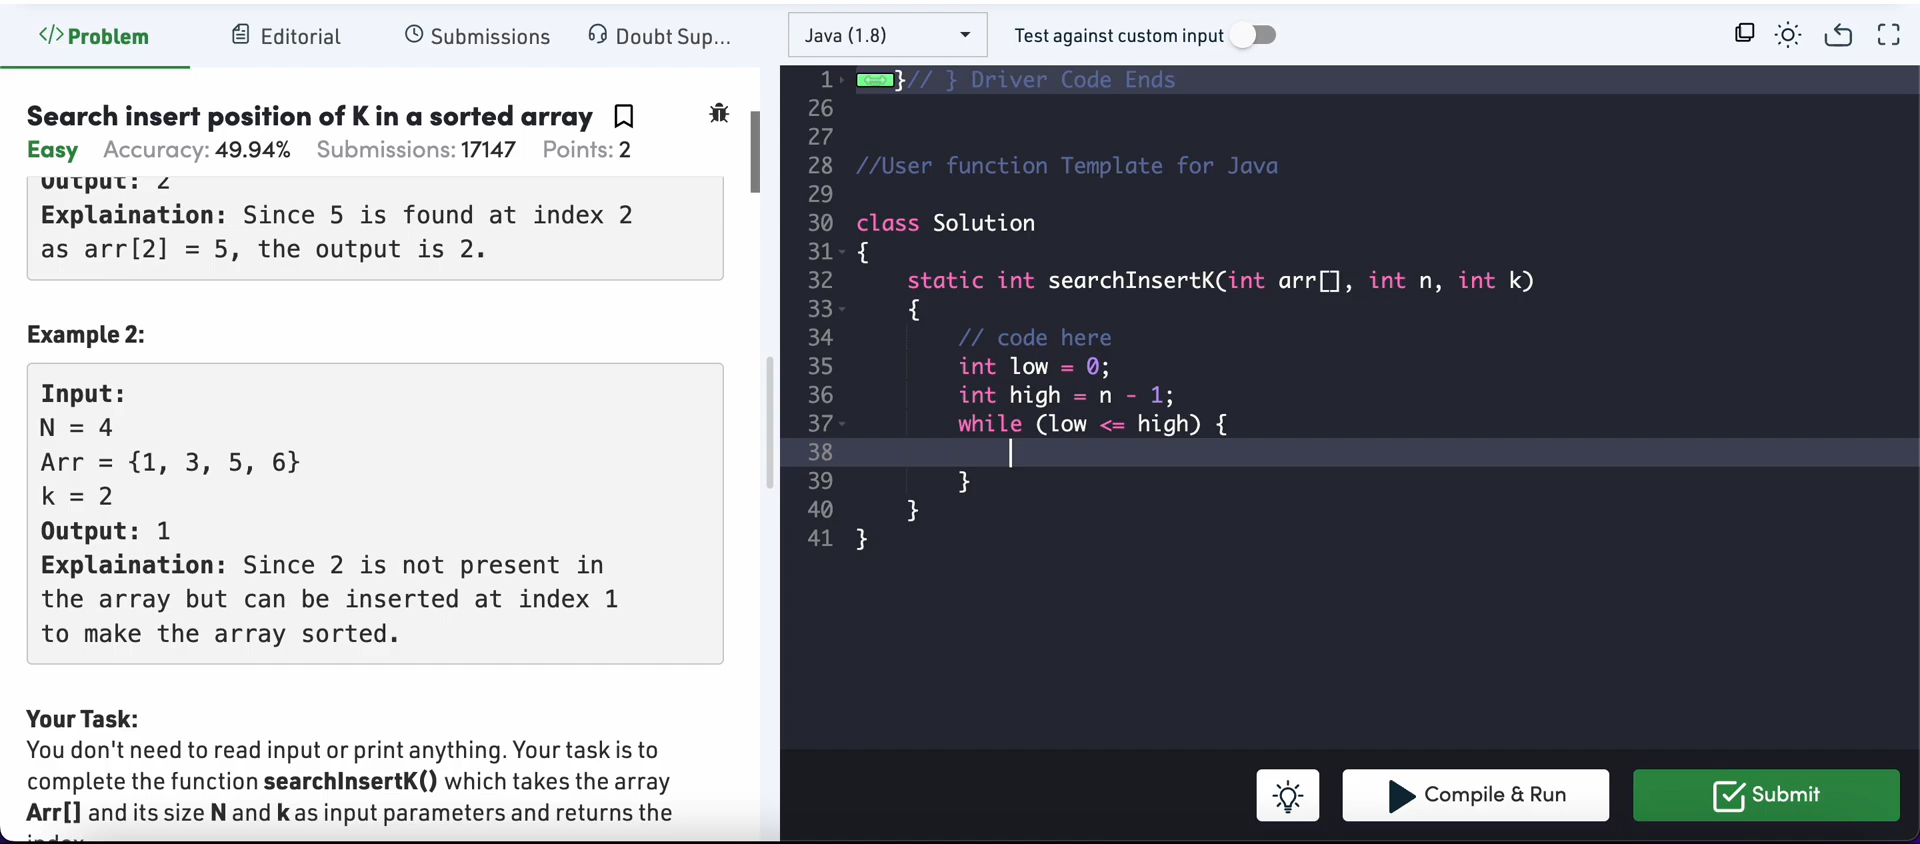 </> Problem
Editorial
Submissions
Doubt Sup...
Java (1.8)
Test against custom input
Search insert position of K in a sorted array
Easy Accuracy: 49.94% Submissions: 17147 Points: 2
Output: 2
Explaination: Since 5 is found at index 2
as arr[2] = 5, the output is 2.
Example 2:
Input:
N = 4
Arr = {1, 3, 5, 6}
k = 2
Output: 1
Explaination: Since 2 is not present in
the array but can be inserted at index 1
to make the array sorted.
Your Task:
You don't need to read input or print anything. Your task is to
complete the function searchInsertK() which takes the array
Arr[] and its size N and k as input parameters and returns the
index
1 }// } Driver Code Ends
26
27
28 //User function Template for Java
29
30 class Solution
31 {
32 static int searchInsertK(int arr[], int n, int k)
33 {
34 // code here
35 int low = 0;
36 int high = n - 1;
37 while (low <= high) {
38
39 }
40 }
41 }
Compile & Run
Submit